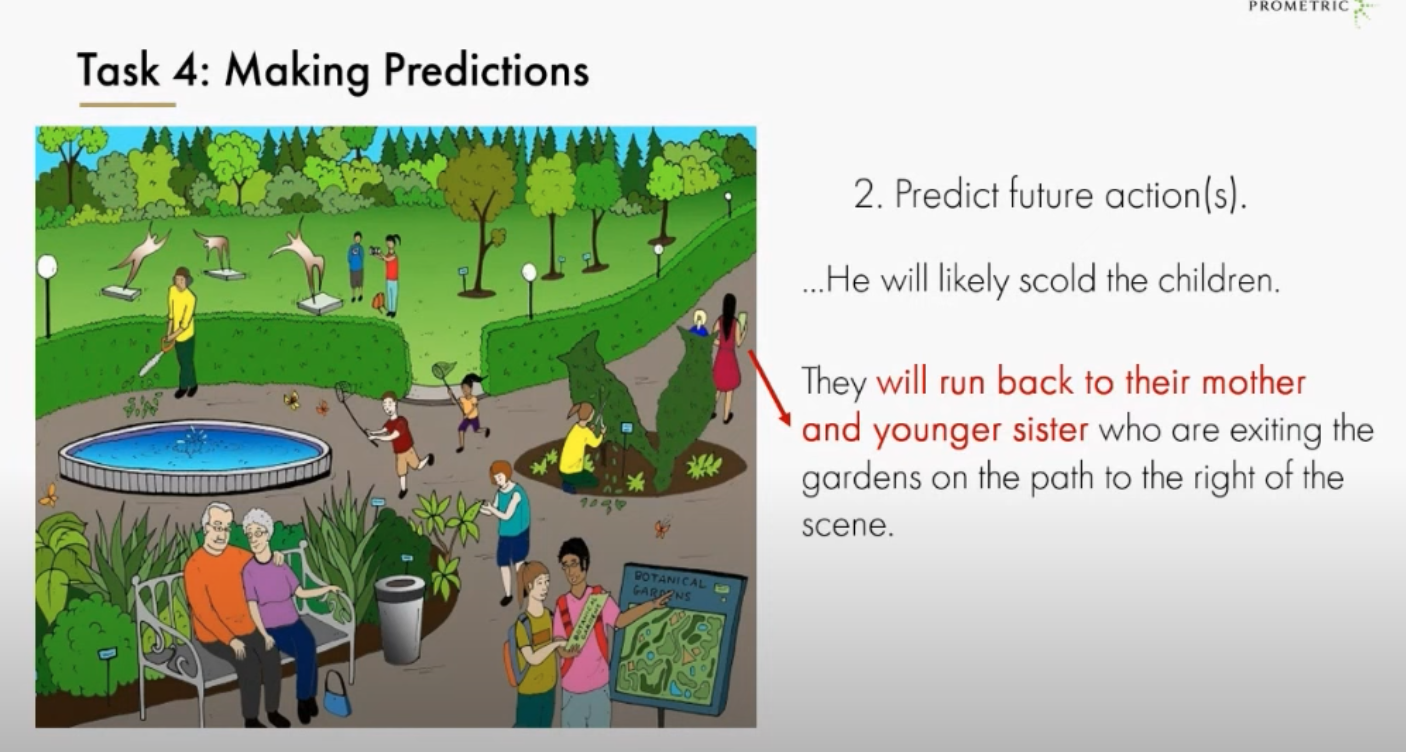 PROMETRIC
Task 4: Making Predictions
2. Predict future action(s).
...He will likely scold the children.
They will run back to their mother
and younger sister who are exiting the
gardens on the path to the right of the
scene.
BOTANICAL
GARDENS
BOTANICAL
GARDENS